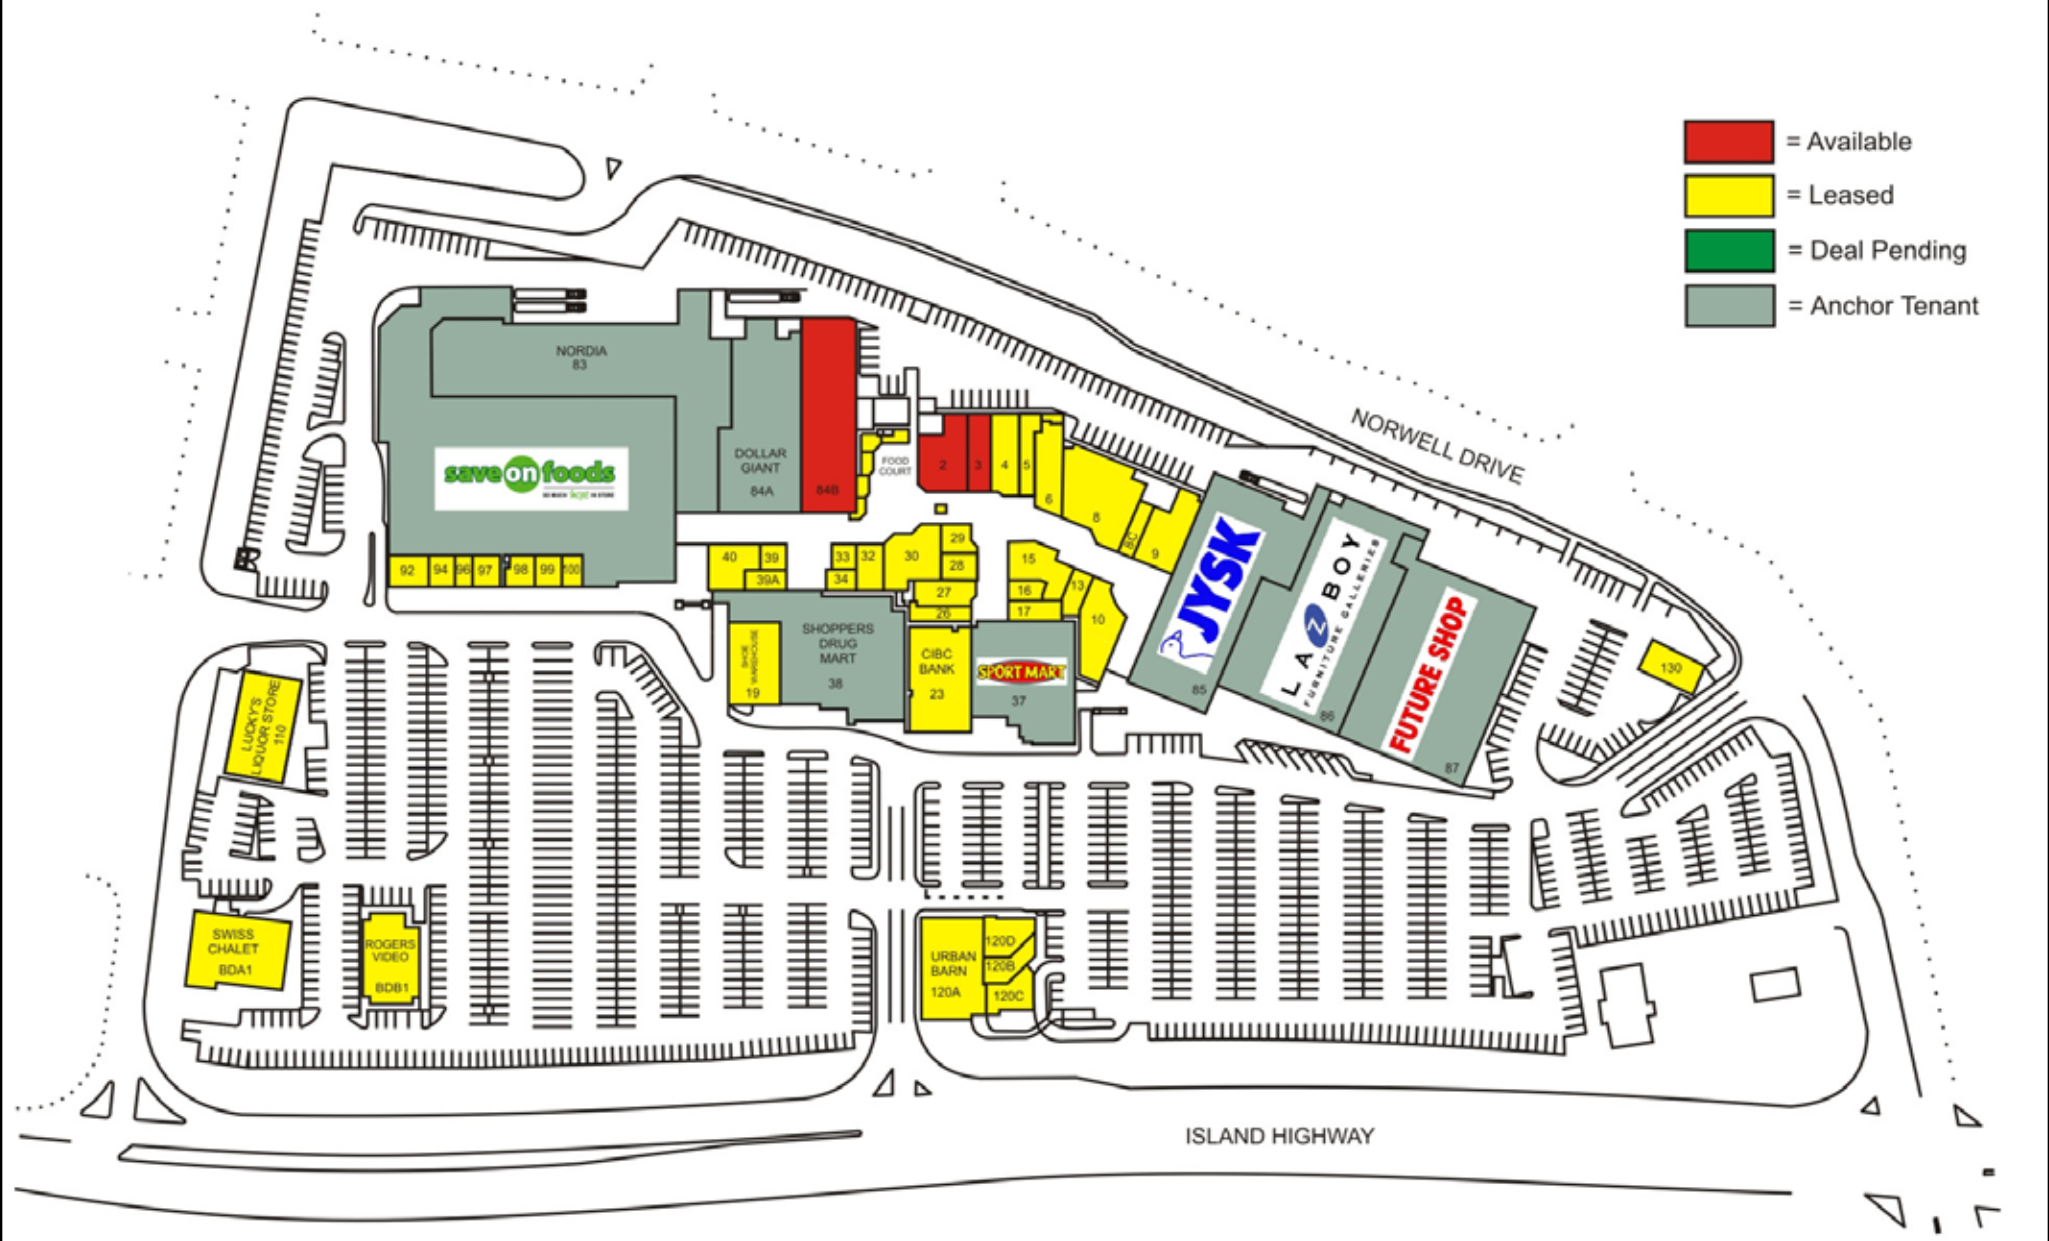 = Available
= Leased
= Deal Pending
= Anchor Tenant
NORWELL DRIVE
NORDIA
83
save on foods
DOLLAR
GIANT
84A
84B
FOOD
COURT
2
3
4
5
6
8
8C
9
JYSK
85
LA Z BOY
FURNITURE GALLERIES
86
FUTURE SHOP
87
130
92
94
96
97
98
99
100
40
39
39A
33
32
34
30
29
28
27
26
15
16
17
13
10
SHOE
WAREHOUSE
19
SHOPPERS
DRUG
MART
38
CIBC
BANK
23
SPORT MART
37
LUCKY'S
LIQUOR STORE
110
SWISS
CHALET
BDA1
ROGERS
VIDEO
BDB1
URBAN
BARN
120A
120D
120B
120C
ISLAND HIGHWAY